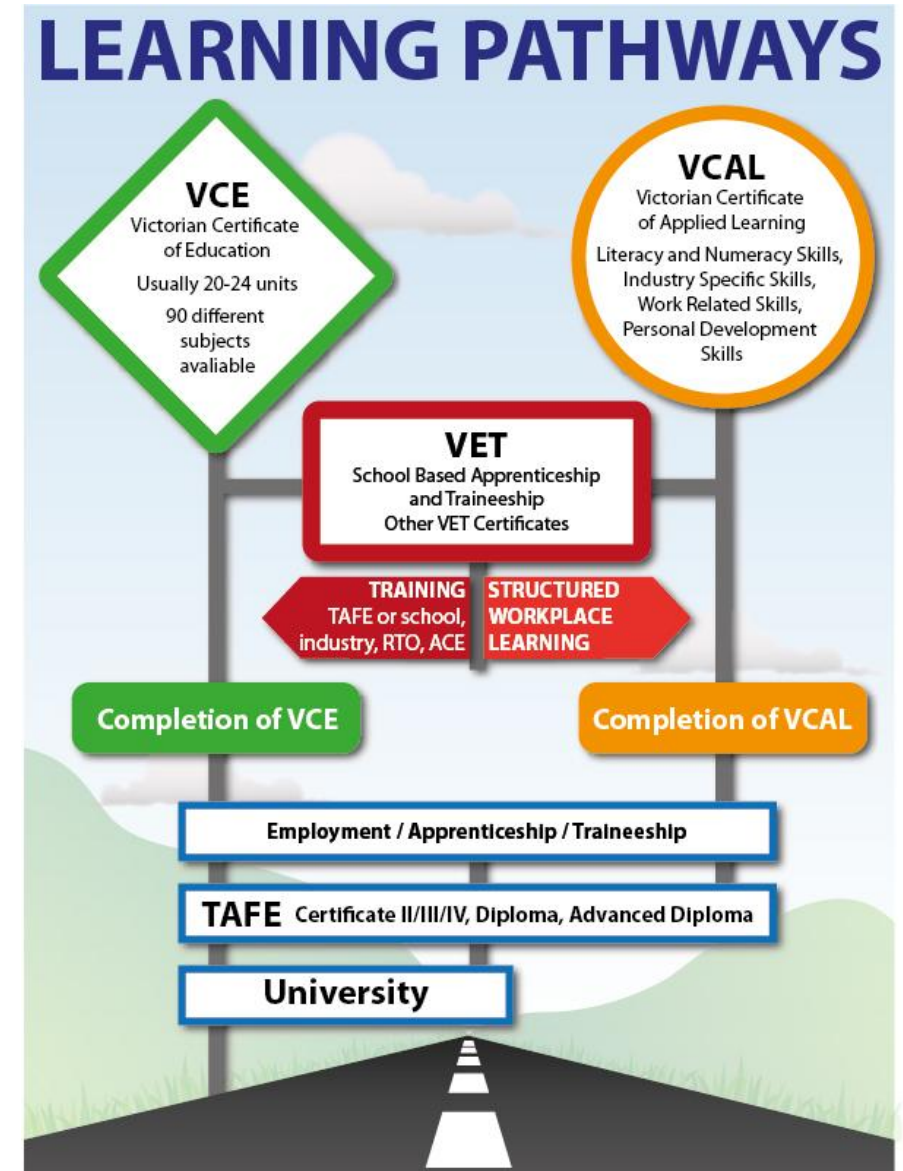 LEARNING PATHWAYS
VCE
Victorian Certificate
of Education
Usually 20-24 units
90 different
subjects
avaliable
VCAL
Victorian Certificate
of Applied Learning
Literacy and Numeracy Skills,
Industry Specific Skills,
Work Related Skills,
Personal Development
Skills
VET
School Based Apprenticeship
and Traineeship
Other VET Certificates
TRAINING
TAFE or school,
industry, RTO, ACE
STRUCTURED
WORKPLACE
LEARNING
Completion of VCE
Completion of VCAL
Employment / Apprenticeship / Traineeship
TAFE Certificate II/III/IV, Diploma, Advanced Diploma
University